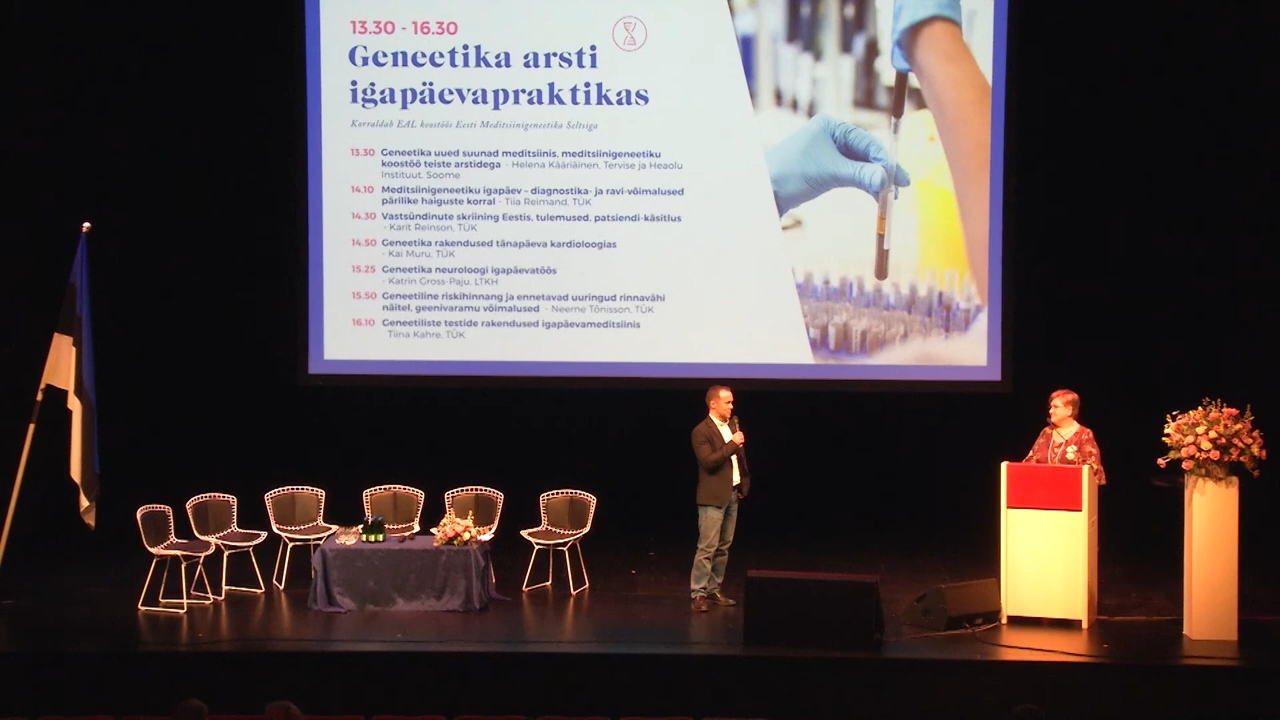 13.30 - 16.30
Geneetika arsti
igapäevapraktikas
Korraldab EAL koostöös Eesti Meditsiinigeneetika Seltsiga
13.30 Geneetika uued suunad meditsiinis, meditsiinigeneetiku
koostöö teiste arstidega - Helena Kääriäinen, Tervise ja Heaolu
Instituut, Soome
14.10 Meditsiinigeneetiku igapäev – diagnostika- ja ravi-võimalused
pärilike haiguste korral - Tiia Reimand, TÜK
14.30 Vastsündinute skriining Eestis, tulemused, patsiendi-käsitlus
- Karit Reinson, TÜK
14.50 Geneetika rakendused tänapäeva kardioloogias
- Kai Muru, TÜK
15.25 Geneetika neuroloogi igapäevatöös
- Katrin Gross-Paju, LTKH
15.50 Geneetiline riskihinnang ja ennetavad uuringud rinnavähi
näitel, geenivaramu võimalused - Neeme Tõnisson, TÜK
16.10 Geneetiliste testide rakendused igapäevameditsiinis
Tiina Kahre, TÜK